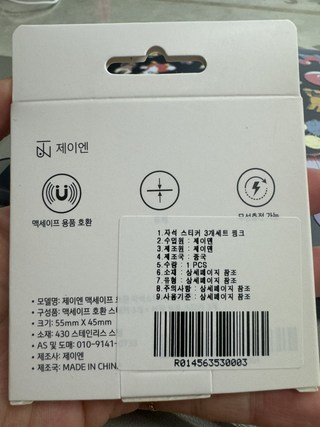 제이엔
맥세이프 용품 호환
무선충전 가능
1.자석 스티커 3개세트 핑크
2.수입원 : 제이엔
3.제조원 : 제이엔
4.제조국 : 중국
5.수량 : 1 PCS
6.소재 : 상세페이지 참조
7.유형 : 상세페이지 참조
8.주의사항 : 상세페이지 참조
9.사용기준 : 상세페이지 참조
R014563530003
• 모델명: 제이엔 맥세이프
• 구성품: 맥세이프 호환 스
• 크기: 55mm X 45mm
• 소재: 430 스테인리스
• AS 및 도매: 010-9141-
• 제조사: 제이엔
• 제조국: MADE IN CHINA